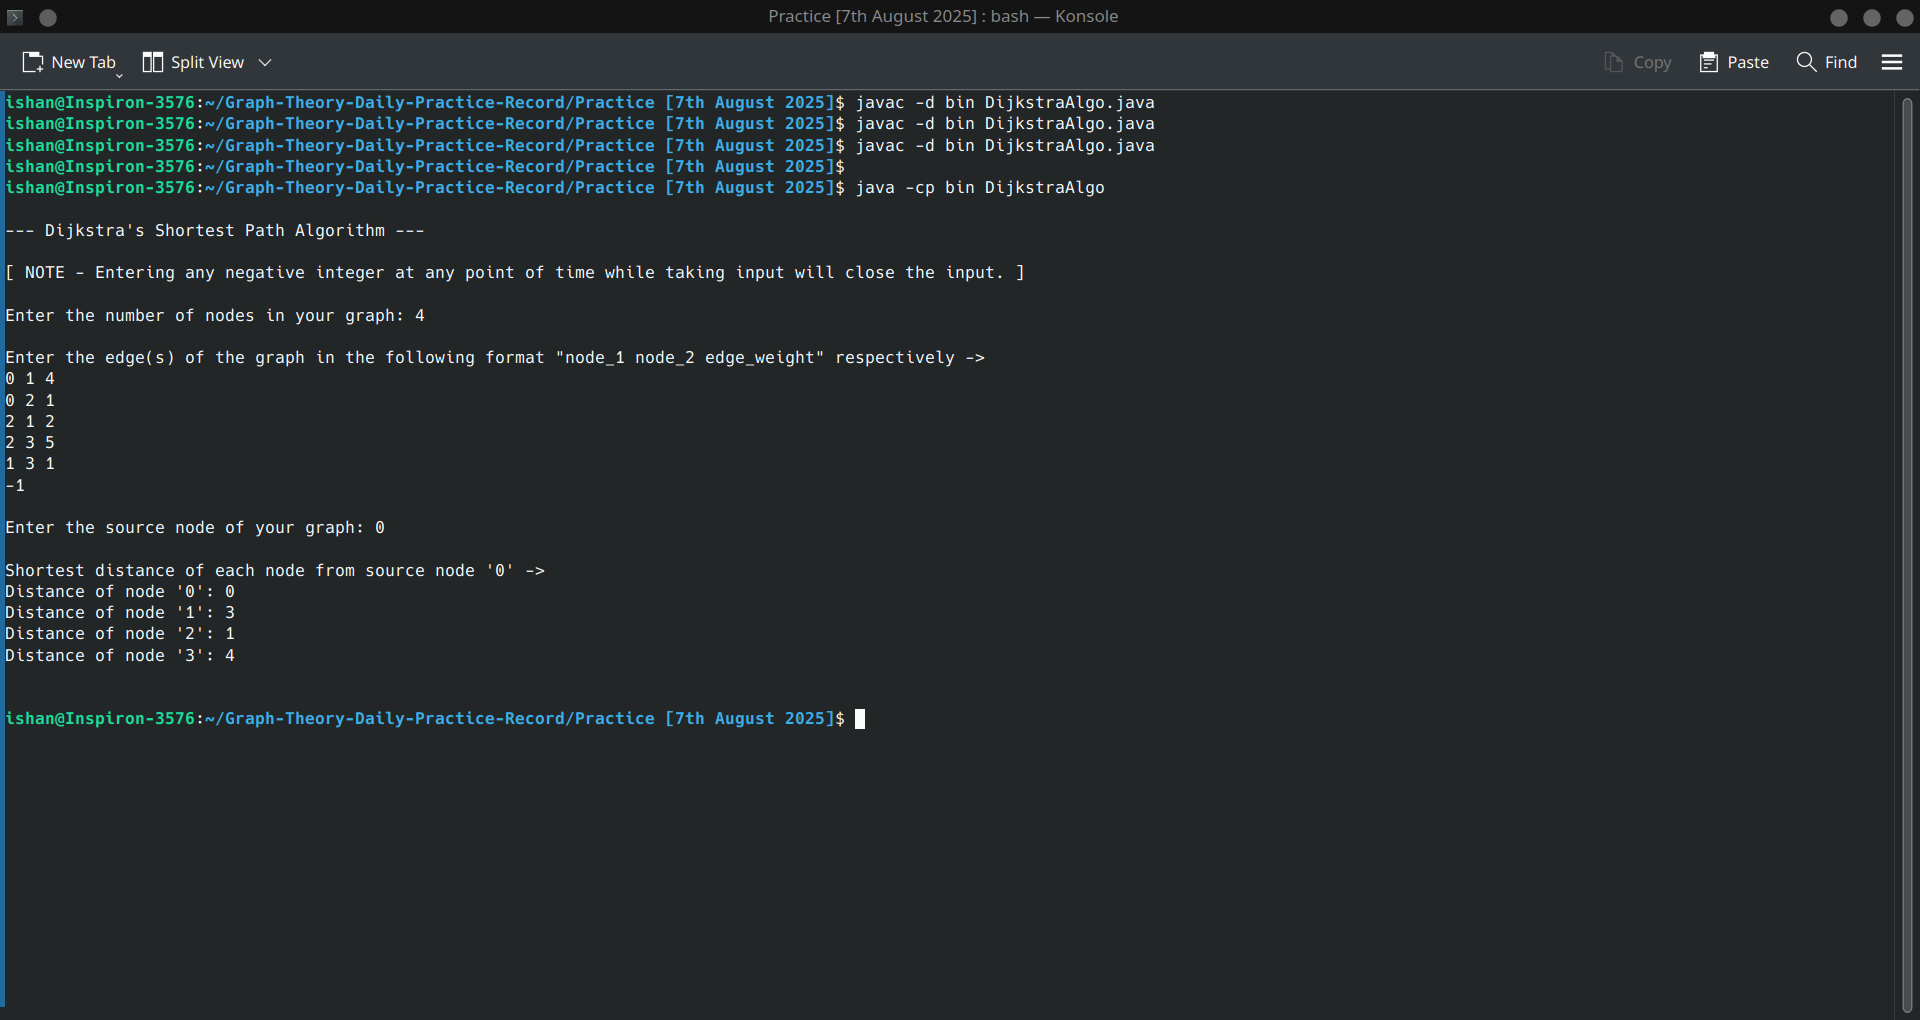 Practice [7th August 2025] : bash — Konsole
New Tab Split View Copy Paste Find
ishan@Inspiron-3576:~/Graph-Theory-Daily-Practice-Record/Practice [7th August 2025]$ javac -d bin DijkstraAlgo.java
ishan@Inspiron-3576:~/Graph-Theory-Daily-Practice-Record/Practice [7th August 2025]$ javac -d bin DijkstraAlgo.java
ishan@Inspiron-3576:~/Graph-Theory-Daily-Practice-Record/Practice [7th August 2025]$ javac -d bin DijkstraAlgo.java
ishan@Inspiron-3576:~/Graph-Theory-Daily-Practice-Record/Practice [7th August 2025]$
ishan@Inspiron-3576:~/Graph-Theory-Daily-Practice-Record/Practice [7th August 2025]$ java -cp bin DijkstraAlgo
--- Dijkstra's Shortest Path Algorithm ---
[ NOTE - Entering any negative integer at any point of time while taking input will close the input. ]
Enter the number of nodes in your graph: 4
Enter the edge(s) of the graph in the following format "node_1 node_2 edge_weight" respectively ->
0 1 4
0 2 1
2 1 2
2 3 5
1 3 1
-1
Enter the source node of your graph: 0
Shortest distance of each node from source node '0' ->
Distance of node '0': 0
Distance of node '1': 3
Distance of node '2': 1
Distance of node '3': 4
ishan@Inspiron-3576:~/Graph-Theory-Daily-Practice-Record/Practice [7th August 2025]$